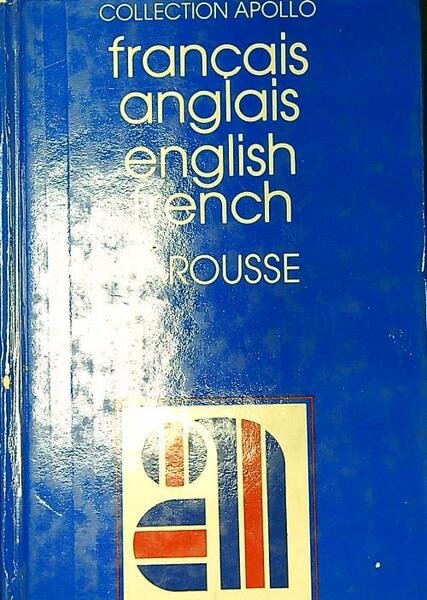 COLLECTION APOLLO
français
anglais
english
french
ROUSSE